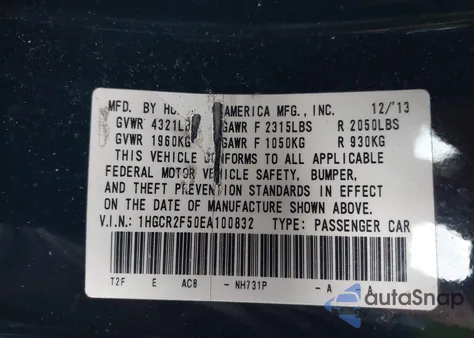 MFD. BY HO AMERICA MFG., INC. 12/13
GVWR 4321L GAWR F 2315LBS R 2050LBS
GVWR 1960KG GAWR F 1050KG R 930KG
THIS VEHICLE CONFORMS TO ALL APPLICABLE
FEDERAL MOTOR VEHICLE SAFETY, BUMPER,
AND THEFT PREVENTION STANDARDS IN EFFECT
ON THE DATE OF MANUFACTURE SHOWN ABOVE.
V.I.N.: 1HGCR2F50EA100832 TYPE: PASSENGER CAR
T2F E AC8 - NH731P - A - A
autoSnap